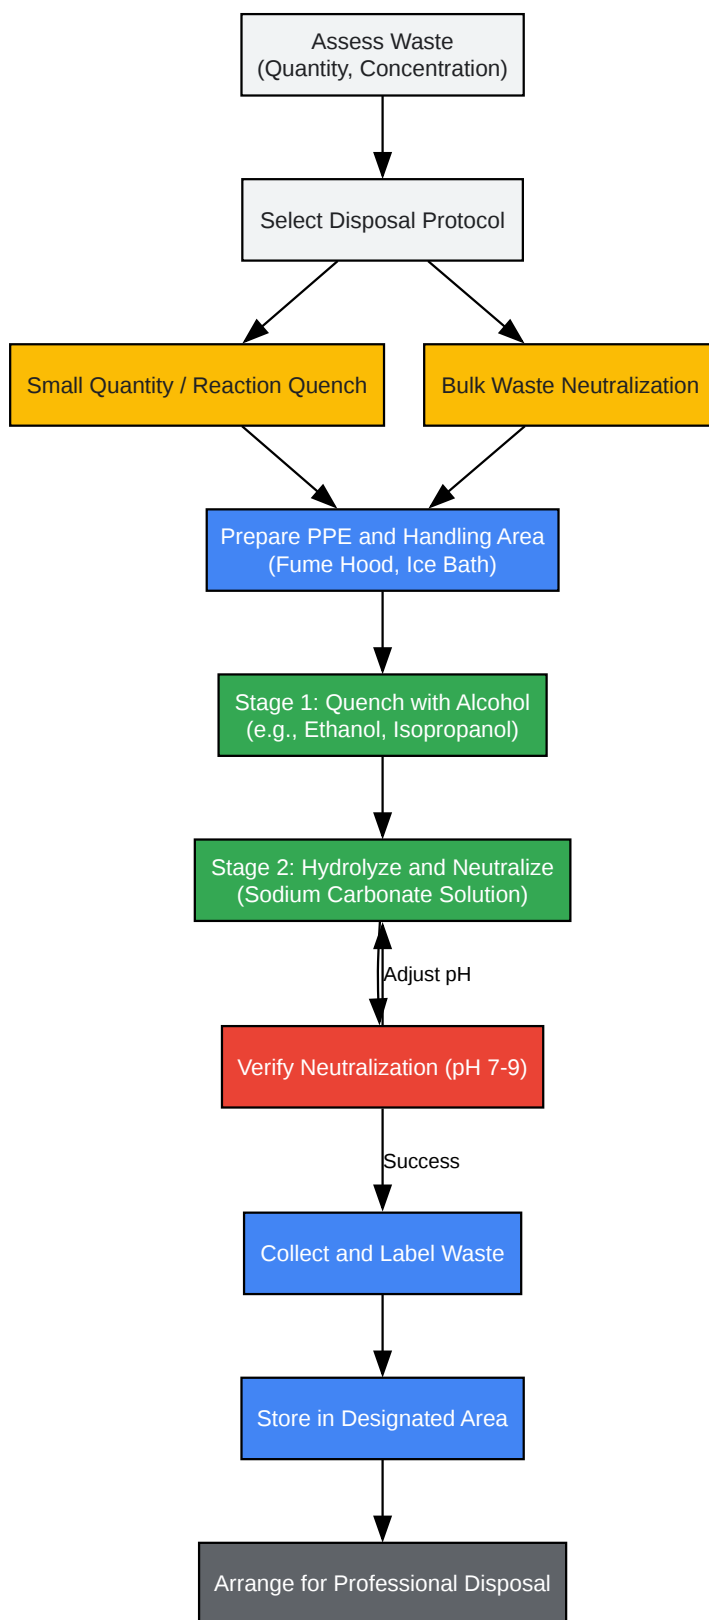 Assess Waste
(Quantity, Concentration)
Select Disposal Protocol
Small Quantity / Reaction Quench
Bulk Waste Neutralization
Prepare PPE and Handling Area
(Fume Hood, Ice Bath)
Stage 1: Quench with Alcohol
(e.g., Ethanol, Isopropanol)
Stage 2: Hydrolyze and Neutralize
(Sodium Carbonate Solution)
Adjust pH
Verify Neutralization (pH 7-9)
Success
Collect and Label Waste
Store in Designated Area
Arrange for Professional Disposal